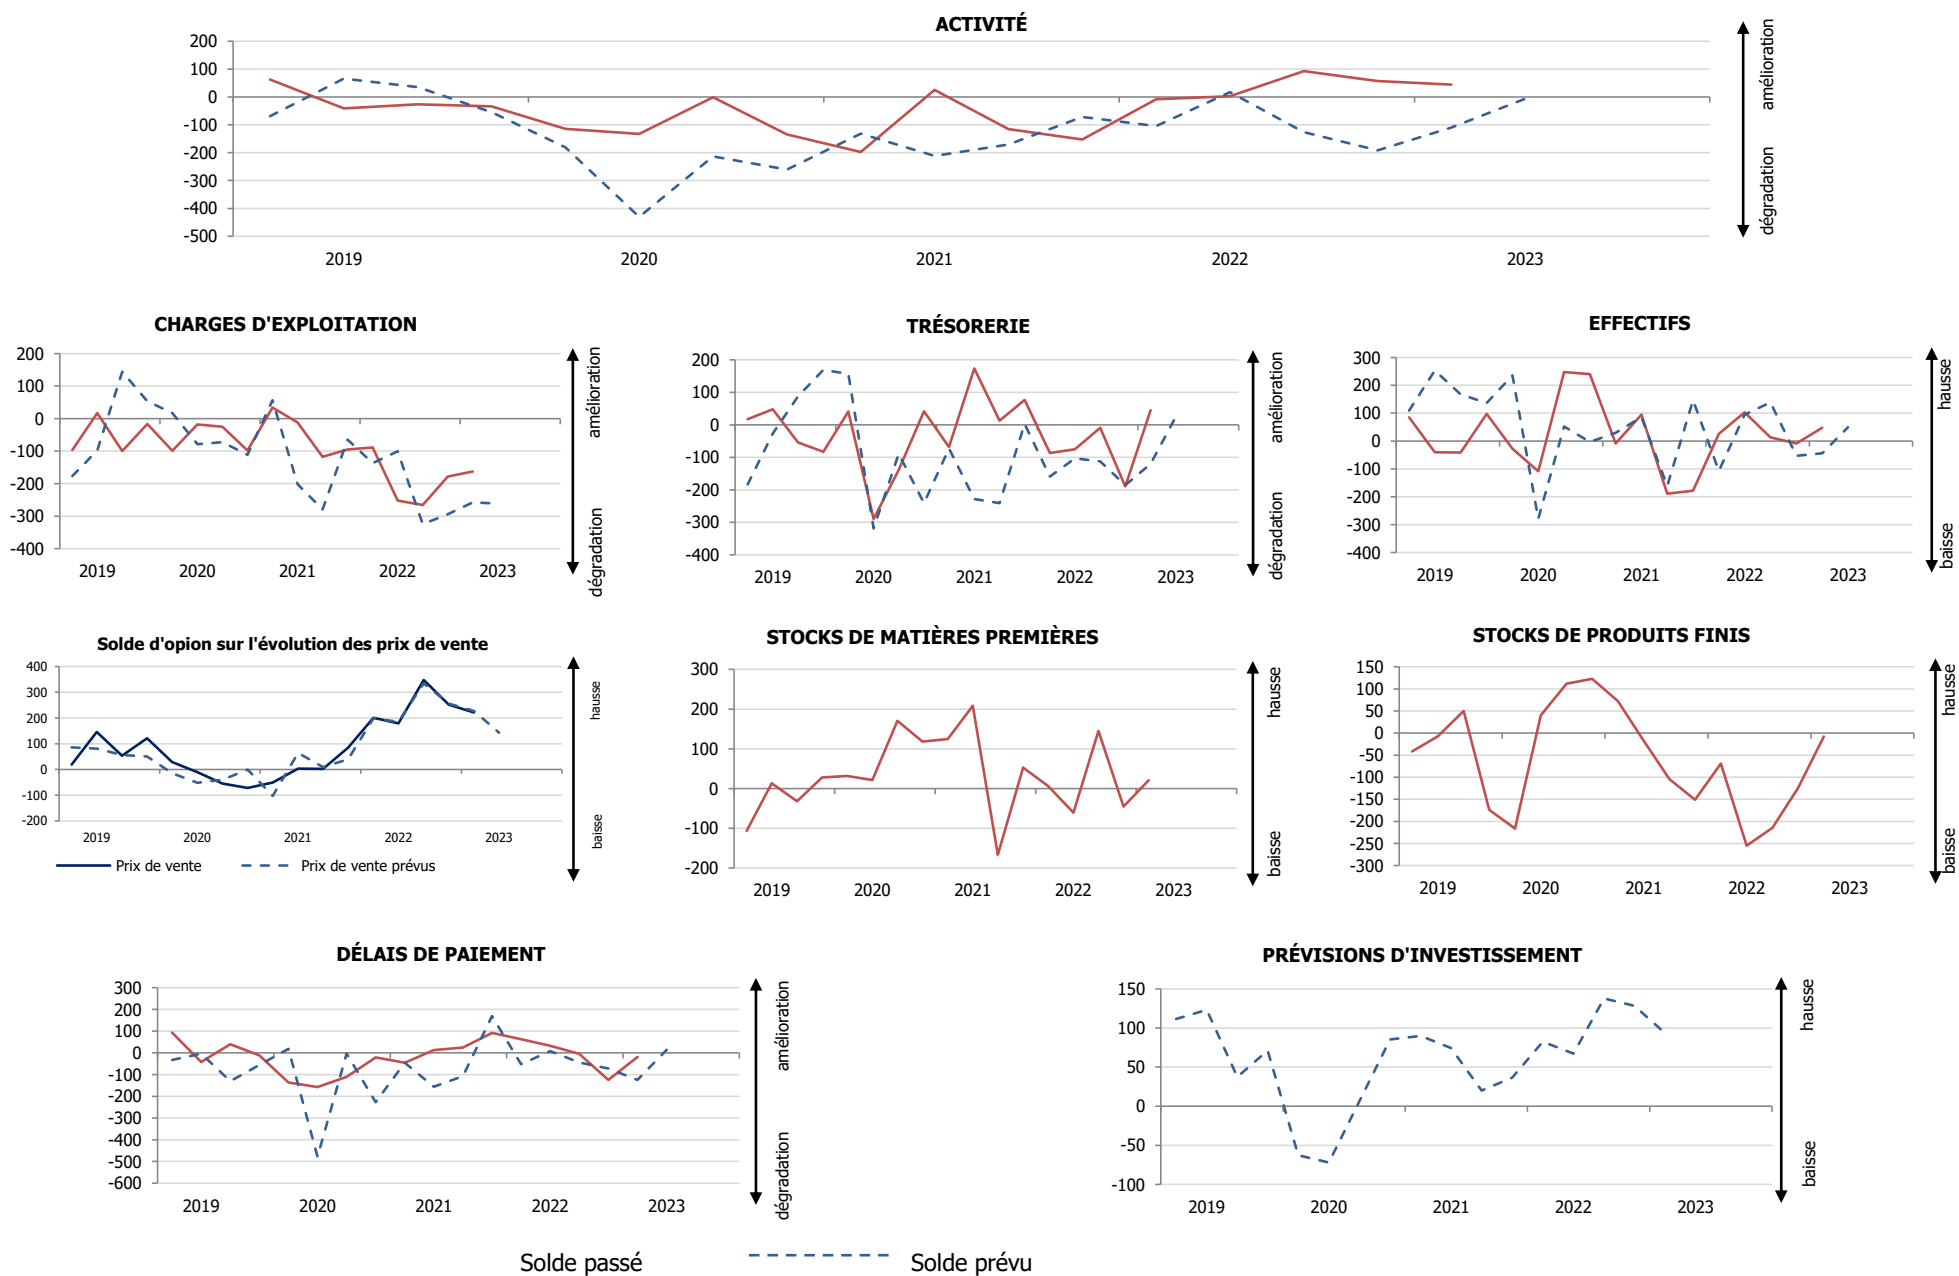 ACTIVITÉ
200
100
0
-100
-200
-300
-400
-500
2019 2020 2021 2022 2023
amélioration
dégradation
CHARGES D'EXPLOITATION
200
100
0
-100
-200
-300
-400
2019 2020 2021 2022 2023
amélioration
dégradation
TRÉSORERIE
200
100
0
-100
-200
-300
-400
2019 2020 2021 2022 2023
amélioration
dégradation
EFFECTIFS
300
200
100
0
-100
-200
-300
-400
2019 2020 2021 2022 2023
hausse
baisse
Solde d'opion sur l'évolution des prix de vente
400
300
200
100
0
-100
-200
2019 2020 2021 2022 2023
Prix de vente Prix de vente prévus
hausse
baisse
STOCKS DE MATIÈRES PREMIÈRES
300
200
100
0
-100
-200
2019 2020 2021 2022 2023
hausse
baisse
STOCKS DE PRODUITS FINIS
150
100
50
0
-50
-100
-150
-200
-250
-300
2019 2020 2021 2022 2023
hausse
baisse
DÉLAIS DE PAIEMENT
300
200
100
0
-100
-200
-300
-400
-500
-600
2019 2020 2021 2022 2023
amélioration
dégradation
PRÉVISIONS D'INVESTISSEMENT
150
100
50
0
-50
-100
2019 2020 2021 2022 2023
hausse
baisse
Solde passé Solde prévu